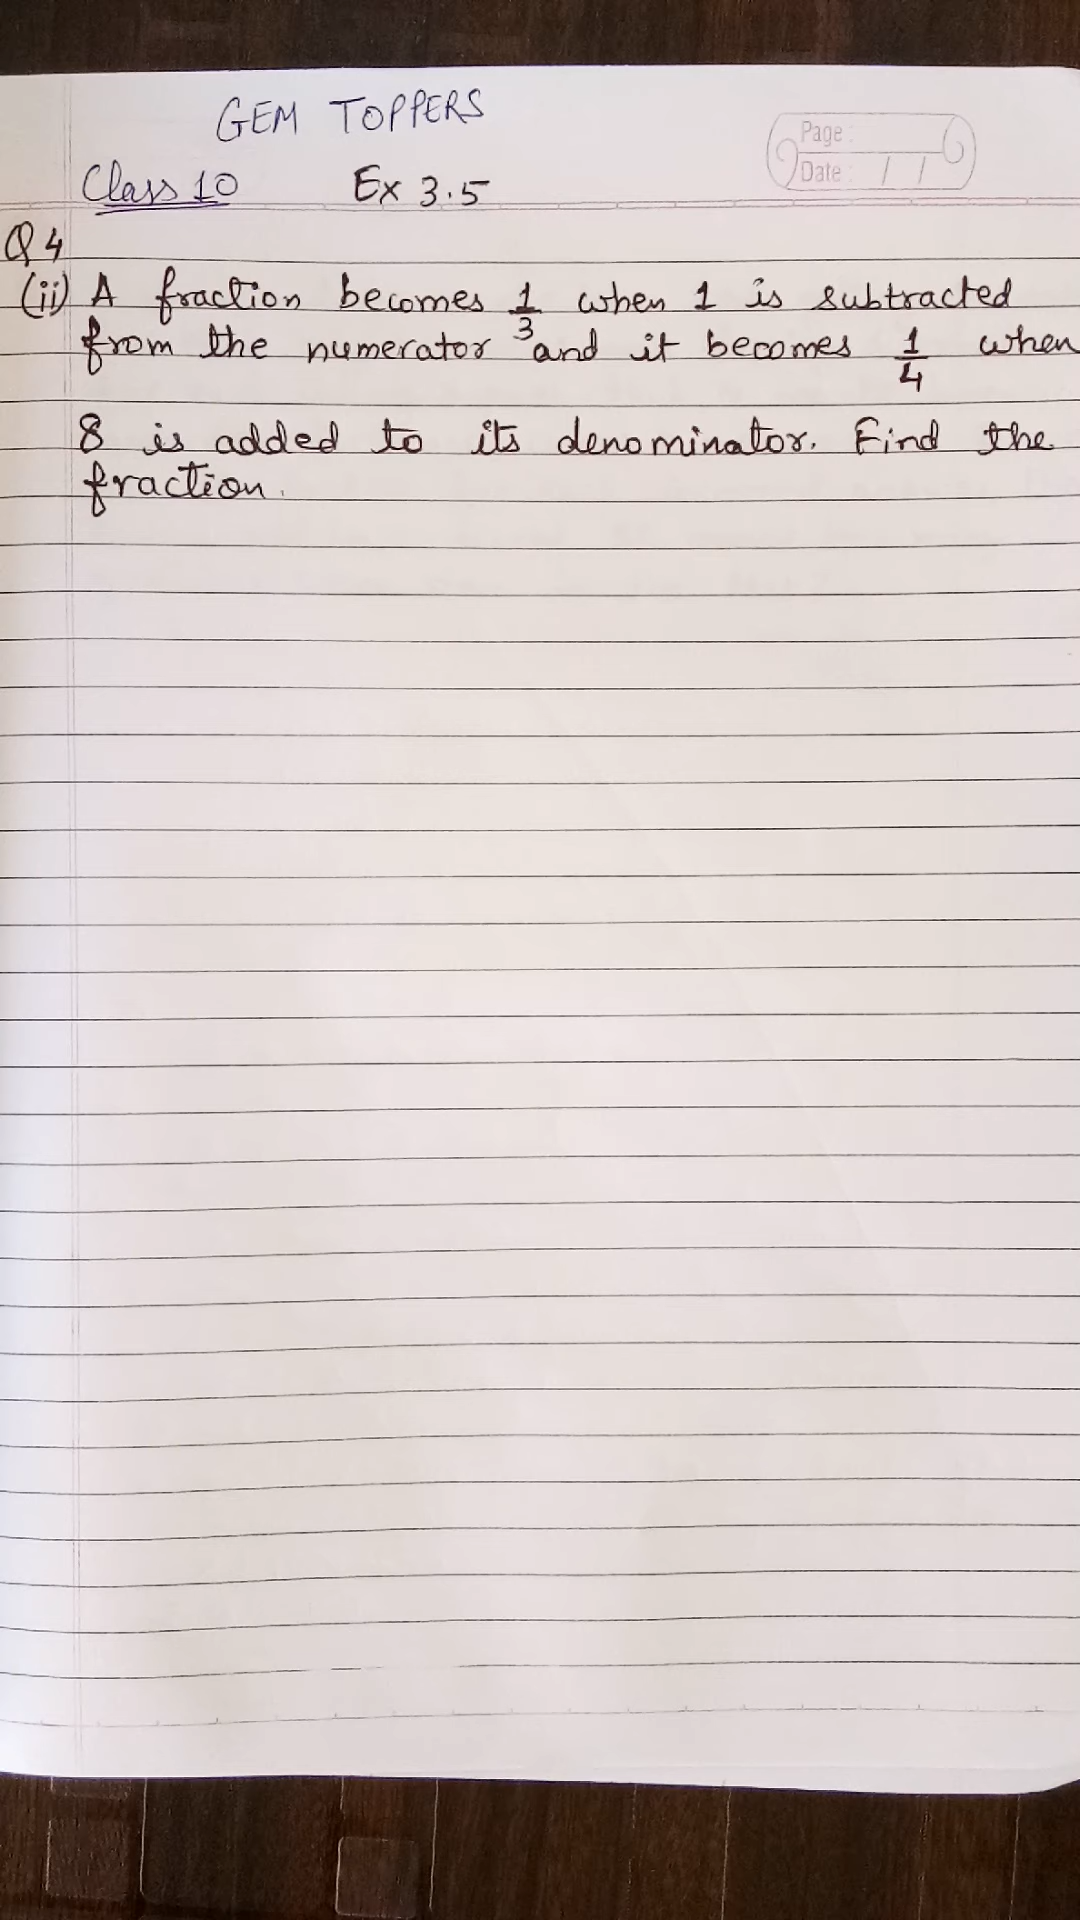 GEM TOPPERS
Page :
Date : / /
Class 10 Ex 3.5
Q 4
(ii) A fraction becomes 1/3 when 1 is subtracted
from the numerator and it becomes 1/4 when
8 is added to its denominator. Find the
fraction.